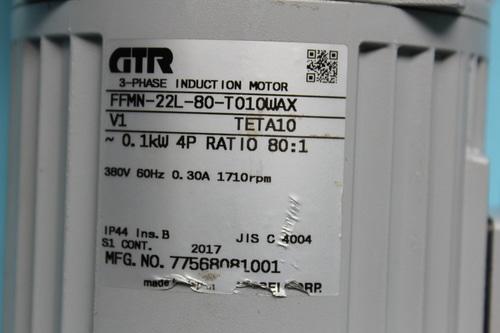 GTR
3-PHASE INDUCTION MOTOR
FFMN-22L-80-T010WAX
V1 TETA10
~ 0.1kW 4P RATIO 80:1
380V 60Hz 0.30A 1710rpm
IP44 Ins.B JIS C 4004
S1 CONT. 2017
MFG.NO.77568081001
made CORP.